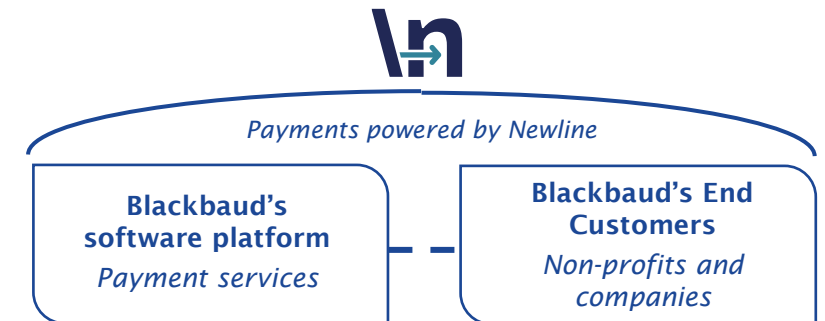 \n
Payments powered by Newline
Blackbaud's
software platform
Payment services
Blackbaud's End
Customers
Non-profits and
companies